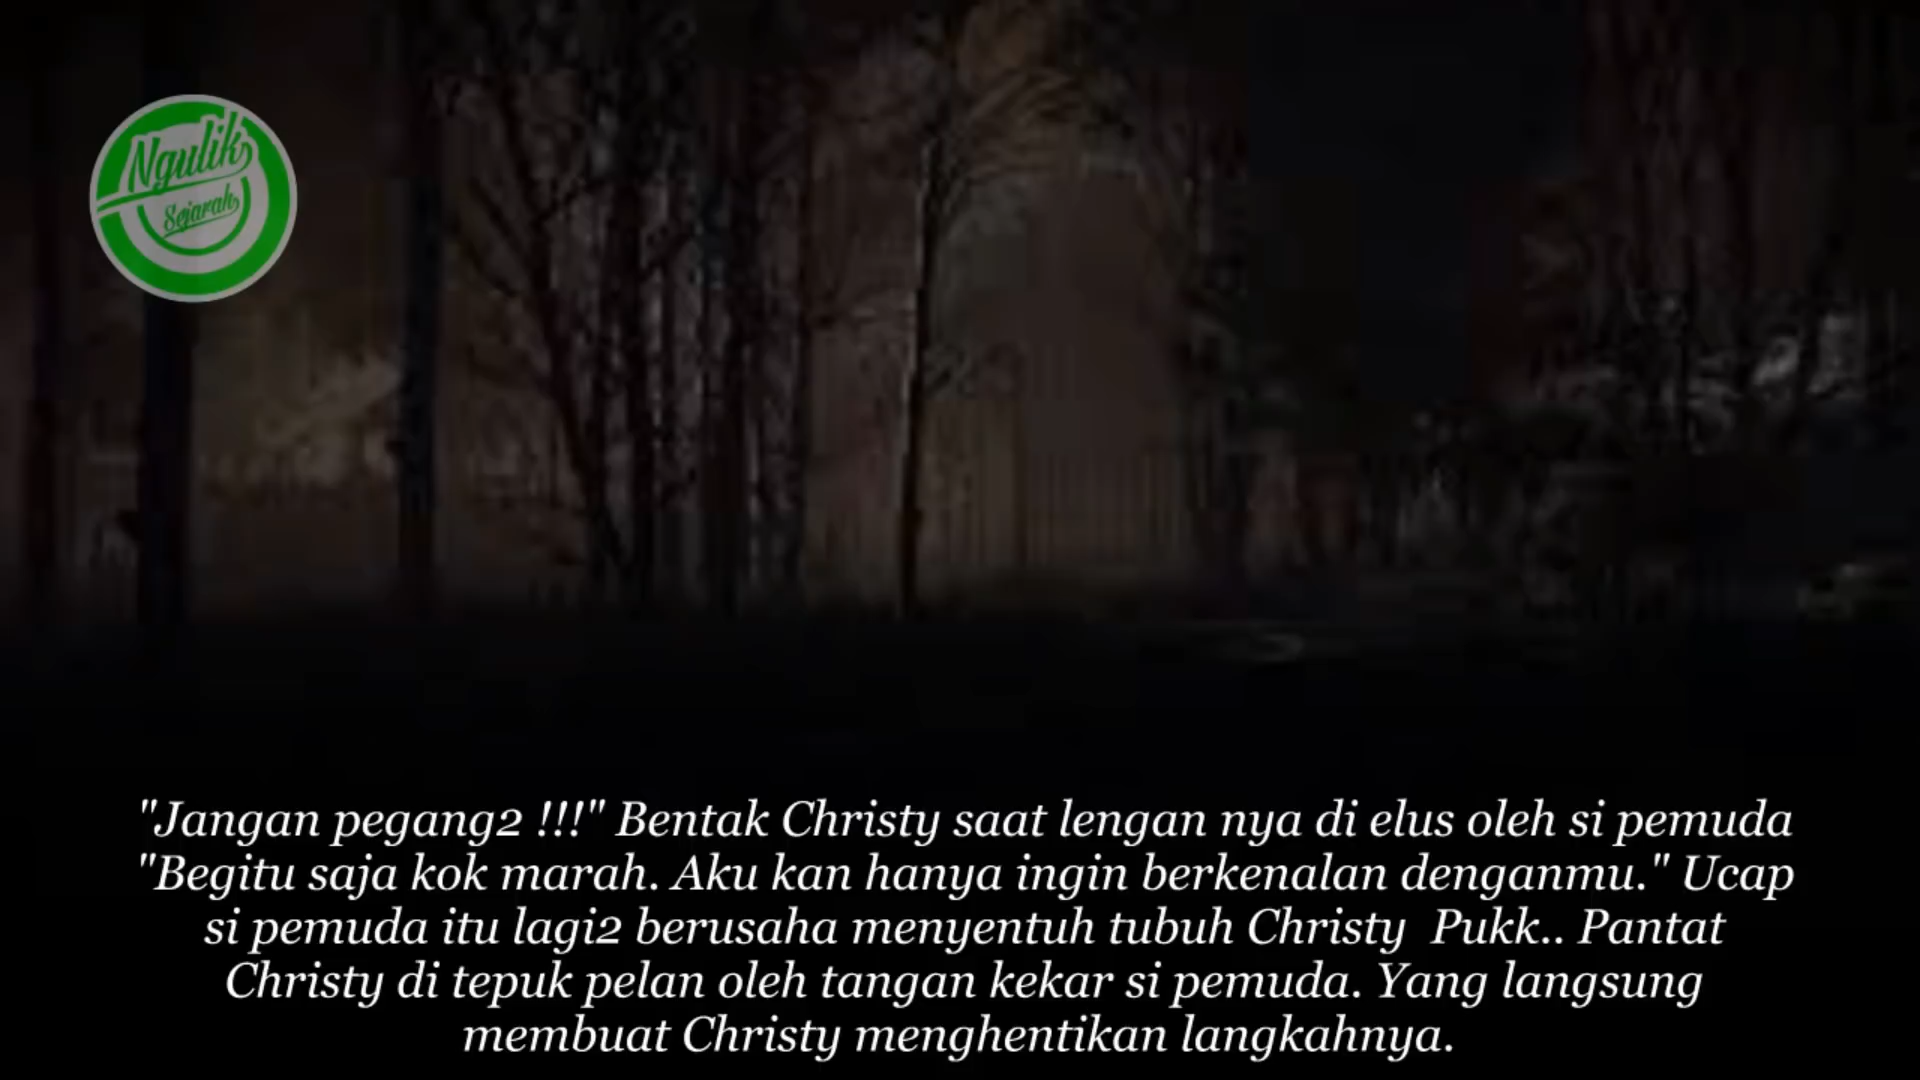 Ngulik
Sejarah
"Jangan pegang2 !!!" Bentak Christy saat lengan nya di elus oleh si pemuda
"Begitu saja kok marah. Aku kan hanya ingin berkenalan denganmu." Ucap
si pemuda itu lagi2 berusaha menyentuh tubuh Christy  Pukk.. Pantat
Christy di tepuk pelan oleh tangan kekar si pemuda. Yang langsung
membuat Christy menghentikan langkahnya.